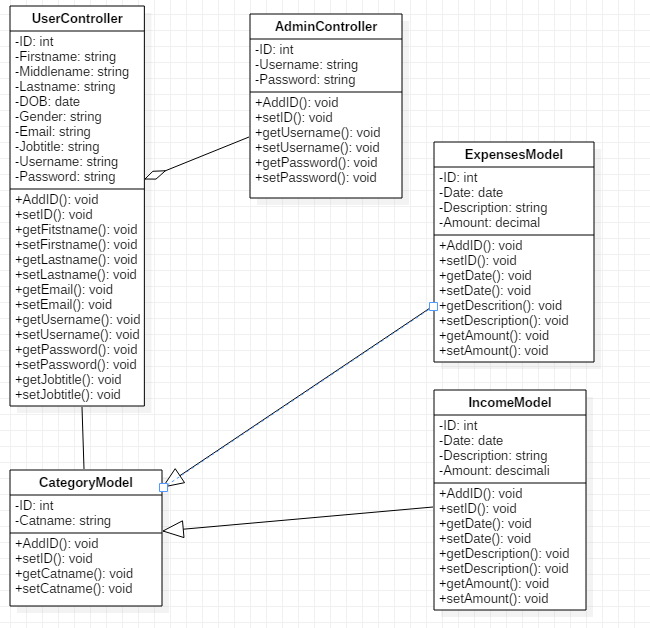 UserController
-ID: int
-Firstname: string
-Middlename: string
-Lastname: string
-DOB: date
-Gender: string
-Email: string
-Jobtitle: string
-Username: string
-Password: string
+AddID(): void
+setID(): void
+getFitstname(): void
+setFirstname(): void
+getLastname(): void
+setLastname(): void
+getEmail(): void
+setEmail(): void
+getUsername(): void
+setUsername(): void
+getPassword(): void
+setPassword(): void
+getJobtitle(): void
+setJobtitle(): void
AdminController
-ID: int
-Username: string
-Password: string
+AddID(): void
+setID(): void
+getUsername(): void
+setUsername(): void
+getPassword(): void
+setPassword(): void
ExpensesModel
-ID: int
-Date: date
-Description: string
-Amount: decimal
+AddID(): void
+setID(): void
+getDate(): void
+setDate(): void
+getDescrition(): void
+setDescription(): void
+getAmount(): void
+setAmount(): void
CategoryModel
-ID: int
-Catname: string
+AddID(): void
+setID(): void
+getCatname(): void
+setCatname(): void
IncomeModel
-ID: int
-Date: date
-Description: string
-Amount: descimali
+AddID(): void
+setID(): void
+getDate(): void
+setDate(): void
+getDescription(): void
+setDescription(): void
+getAmount(): void
+setAmount(): void